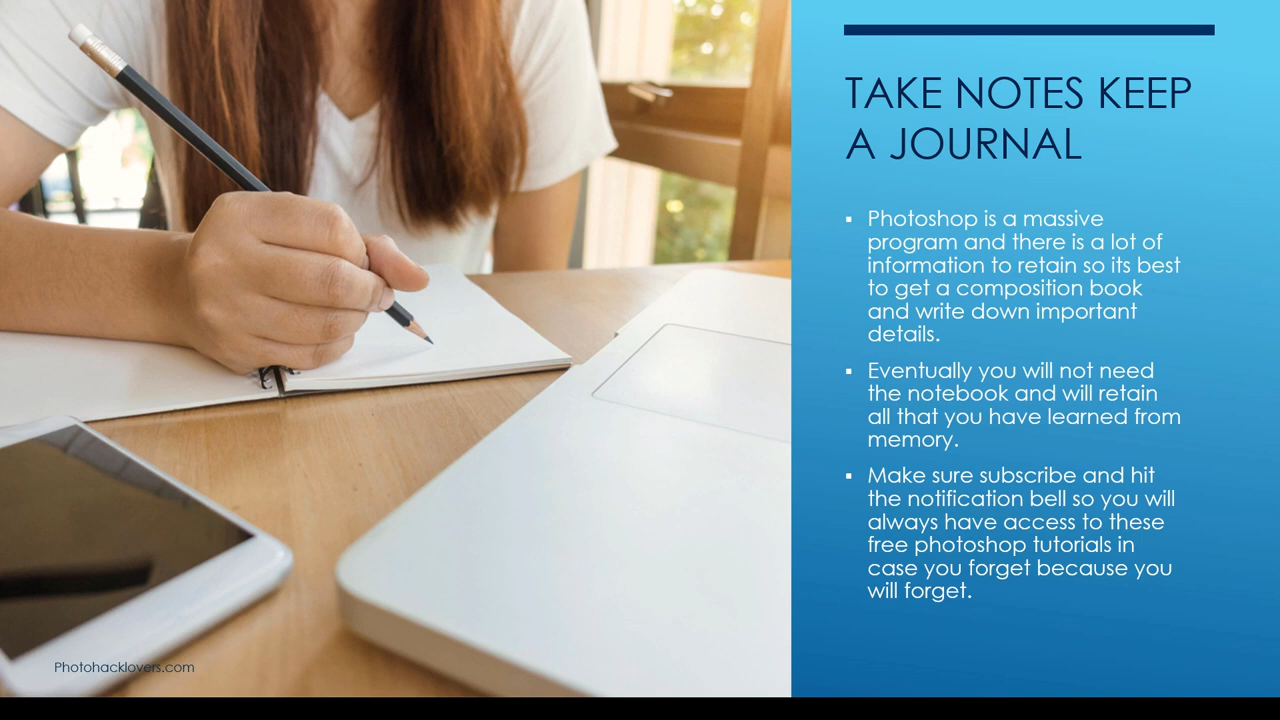 TAKE NOTES KEEP
A JOURNAL
▪ Photoshop is a massive
program and there is a lot of
information to retain so its best
to get a composition book
and write down important
details.
▪ Eventually you will not need
the notebook and will retain
all that you have learned from
memory.
▪ Make sure subscribe and hit
the notification bell so you will
always have access to these
free photoshop tutorials in
case you forget because you
will forget.
Photohacklovers.com